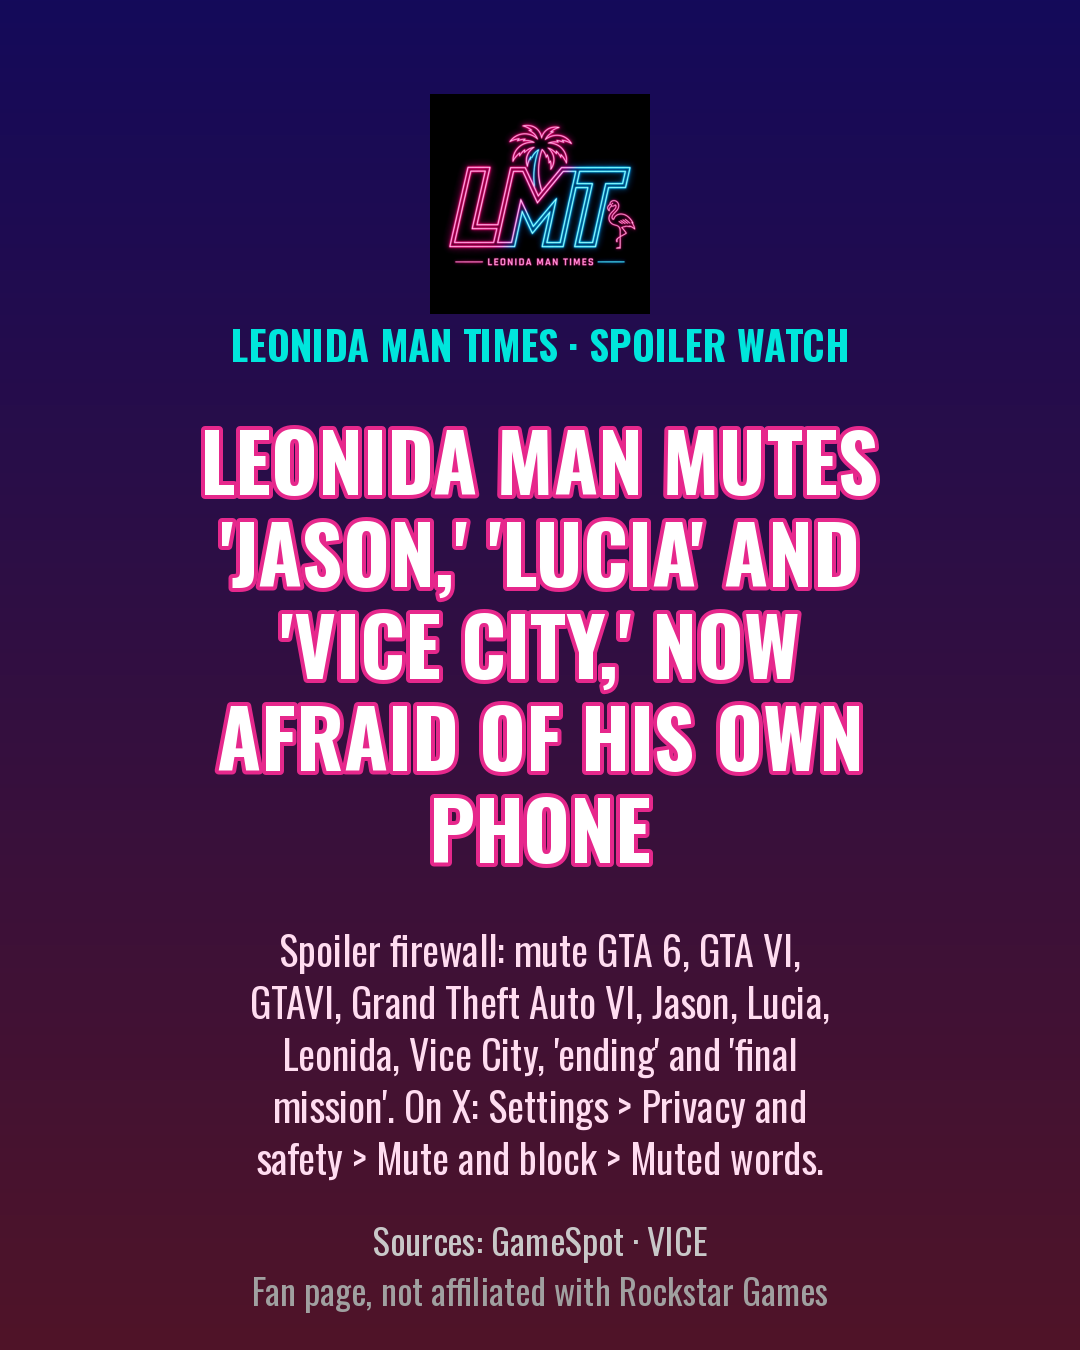 LMT
LEONIDA MAN TIMES
LEONIDA MAN TIMES · SPOILER WATCH
LEONIDA MAN MUTES
'JASON,' 'LUCIA' AND
'VICE CITY,' NOW
AFRAID OF HIS OWN
PHONE
Spoiler firewall: mute GTA 6, GTA VI,
GTAVI, Grand Theft Auto VI, Jason, Lucia,
Leonida, Vice City, 'ending' and 'final
mission'. On X: Settings > Privacy and
safety > Mute and block > Muted words.
Sources: GameSpot · VICE
Fan page, not affiliated with Rockstar Games